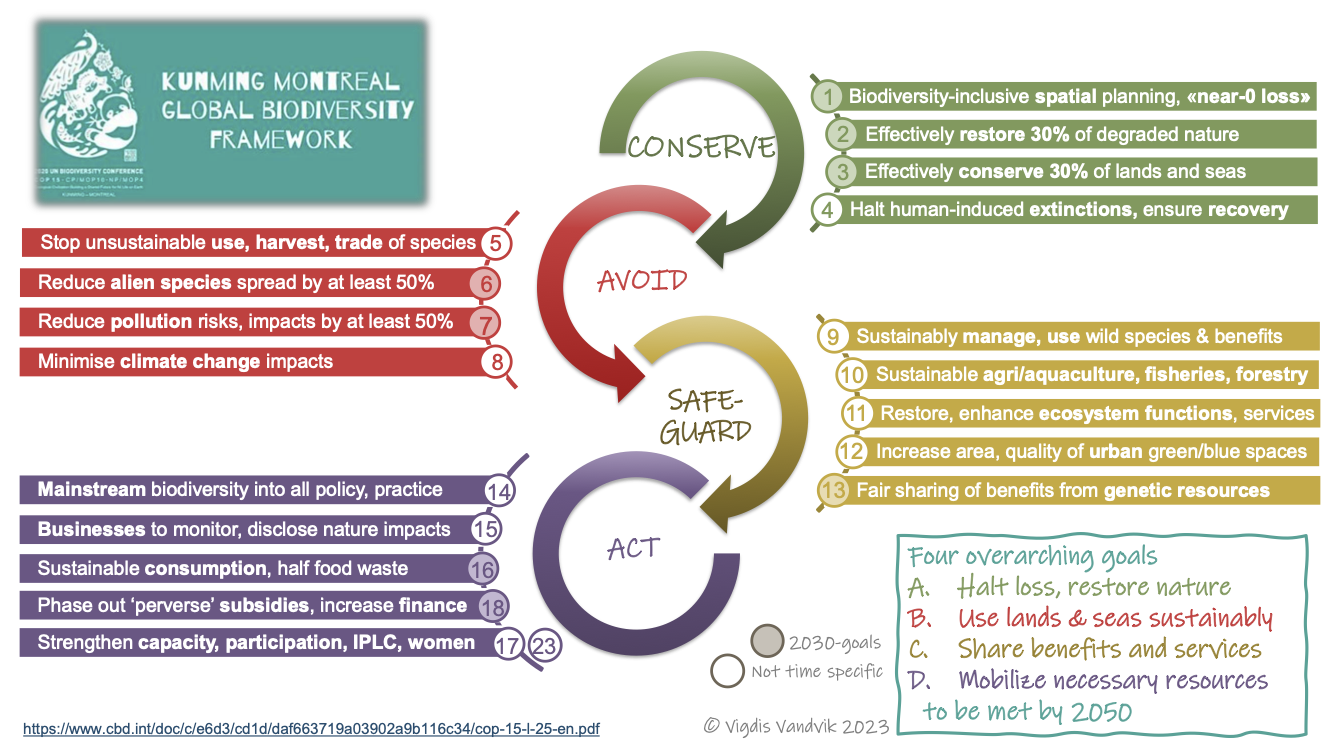 KUNMING MONTREAL
GLOBAL BIODIVERSITY
FRAMEWORK
UN BIODIVERSITY CONFERENCE
KUNMING – MONTREAL
CONSERVE
1 Biodiversity-inclusive spatial planning, «near-0 loss»
2 Effectively restore 30% of degraded nature
3 Effectively conserve 30% of lands and seas
4 Halt human-induced extinctions, ensure recovery
AVOID
Stop unsustainable use, harvest, trade of species 5
Reduce alien species spread by at least 50% 6
Reduce pollution risks, impacts by at least 50% 7
Minimise climate change impacts 8
SAFE-
GUARD
9 Sustainably manage, use wild species & benefits
10 Sustainable agri/aquaculture, fisheries, forestry
11 Restore, enhance ecosystem functions, services
12 Increase area, quality of urban green/blue spaces
13 Fair sharing of benefits from genetic resources
ACT
Mainstream biodiversity into all policy, practice 14
Businesses to monitor, disclose nature impacts 15
Sustainable consumption, half food waste 16
Phase out ‘perverse’ subsidies, increase finance 18
Strengthen capacity, participation, IPLC, women 17 23
2030-goals
Not time specific
Four overarching goals
A. Halt loss, restore nature
B. Use lands & seas sustainably
C. Share benefits and services
D. Mobilize necessary resources
to be met by 2050
https://www.cbd.int/doc/c/e6d3/cd1d/daf663719a03902a9b116c34/cop-15-l-25-en.pdf
© Vigdis Vandvik 2023